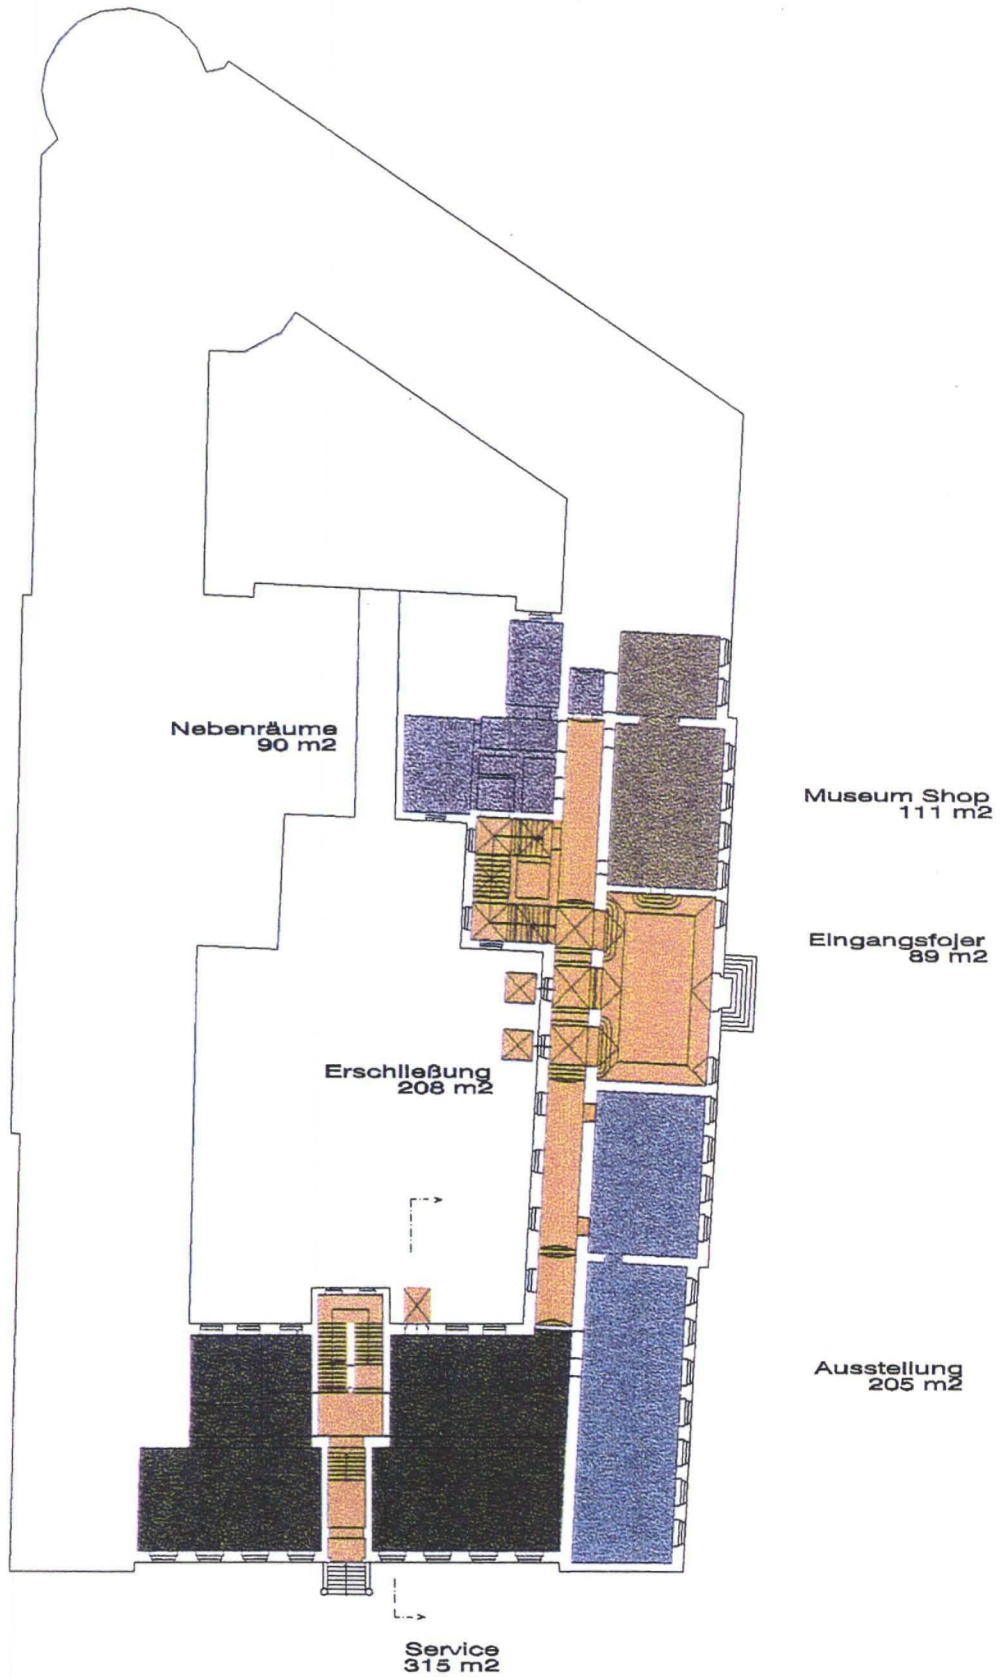 Nebenräume
90 m2
Museum Shop
111 m2
Eingangsfojer
89 m2
Erschließung
208 m2
Ausstellung
205 m2
Service
315 m2